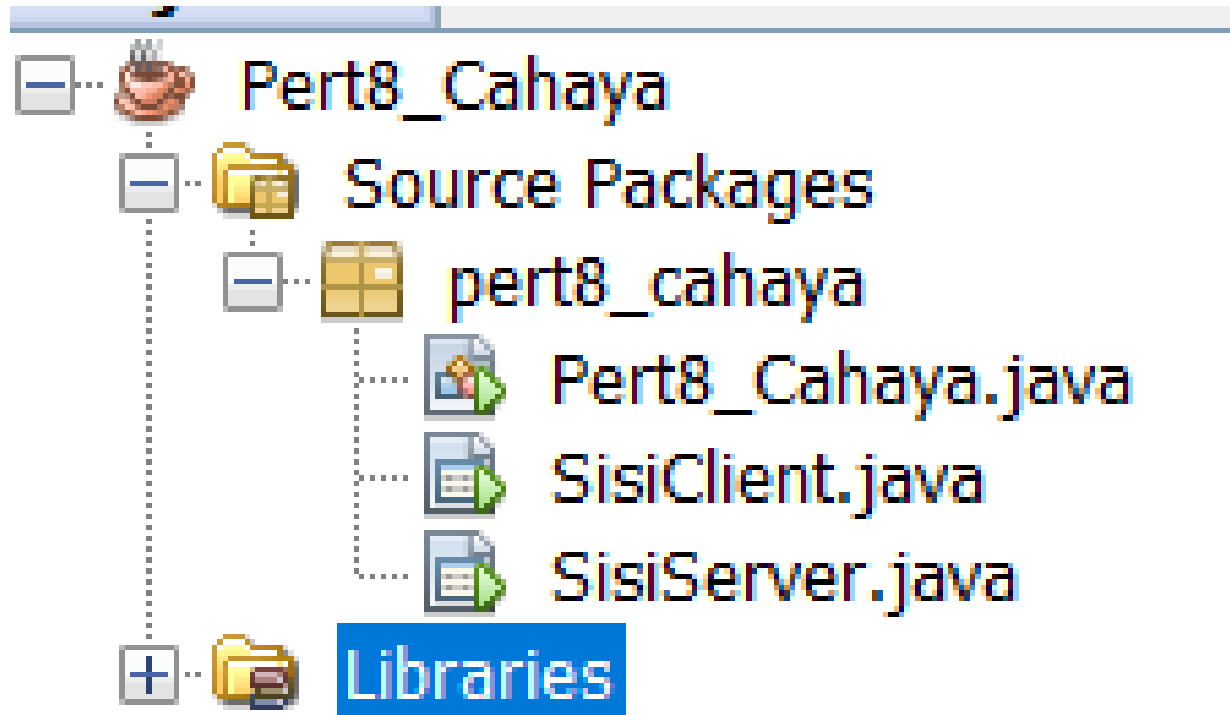 Pert8_Cahaya
Source Packages
pert8_cahaya
Pert8_Cahaya.java
SisiClient.java
SisiServer.java
Libraries